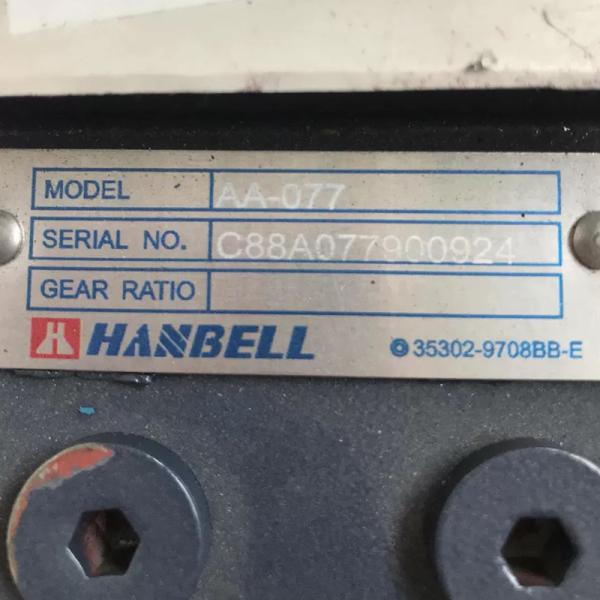 MODEL AA-077
SERIAL NO. C88A077900924
GEAR RATIO
HANBELL ©35302-9708BB-E